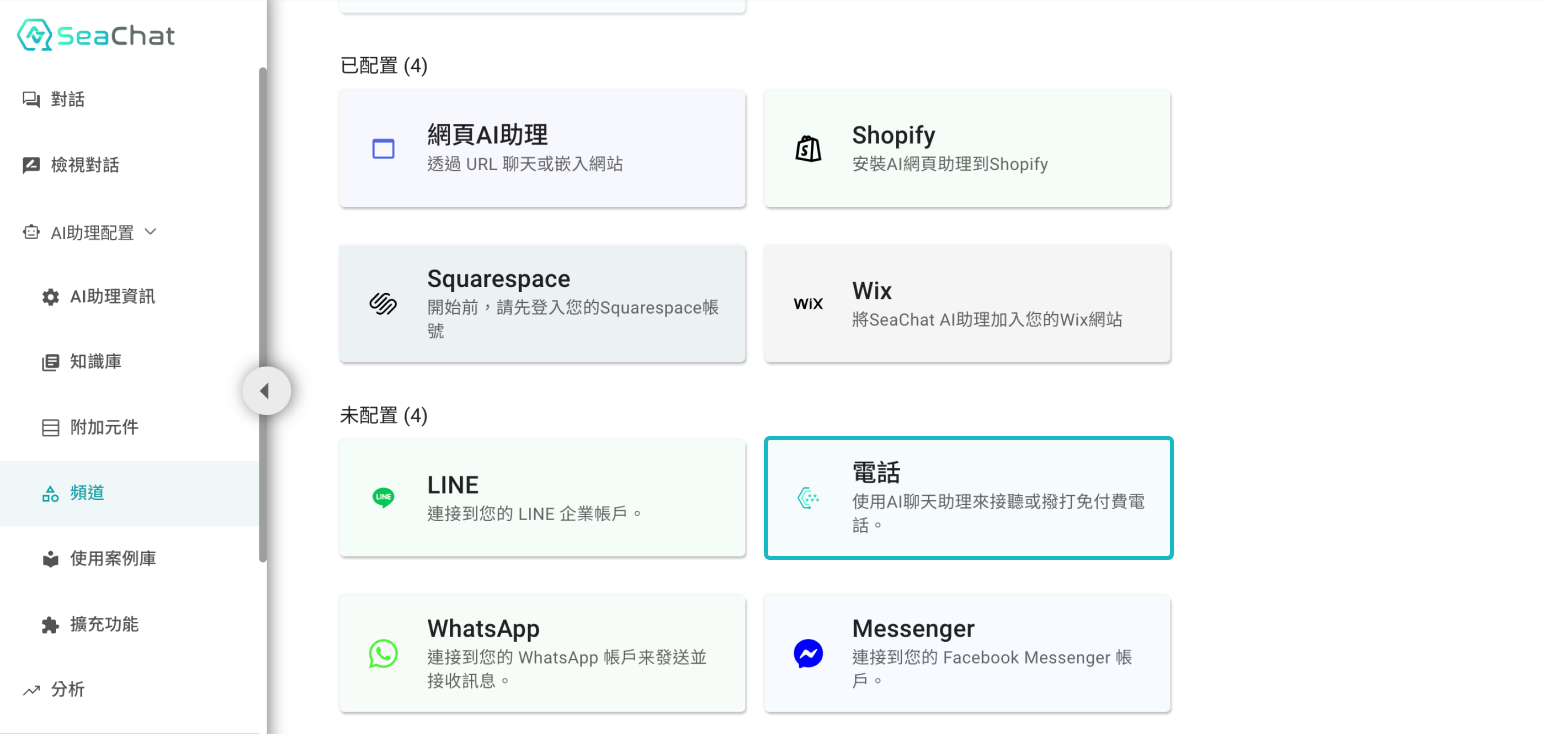 SeaChat
對話
檢視對話
AI助理配置
AI助理資訊
知識庫
附加元件
頻道
使用案例庫
擴充功能
分析
已配置 (4)
網頁AI助理
透過 URL 聊天或嵌入網站
Shopify
安裝AI網頁助理到Shopify
Squarespace
開始前，請先登入您的Squarespace帳
號
WiX
Wix
將SeaChat AI助理加入您的Wix網站
未配置 (4)
LINE
LINE
連接到您的 LINE 企業帳戶。
電話
使用AI聊天助理來接聽或撥打免付費電
話。
WhatsApp
連接到您的 WhatsApp 帳戶来發送並
接收訊息。
Messenger
連接到您的 Facebook Messenger 帳
戶。